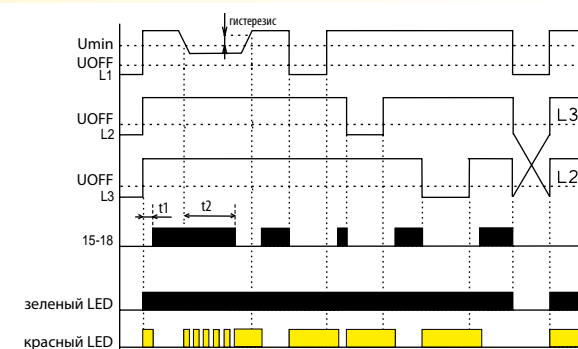 гистерезис
Umin
UOFF
L1
UOFF
L2
L3
UOFF
L3
L2
t1
t2
15-18
зеленый LED
красный LED